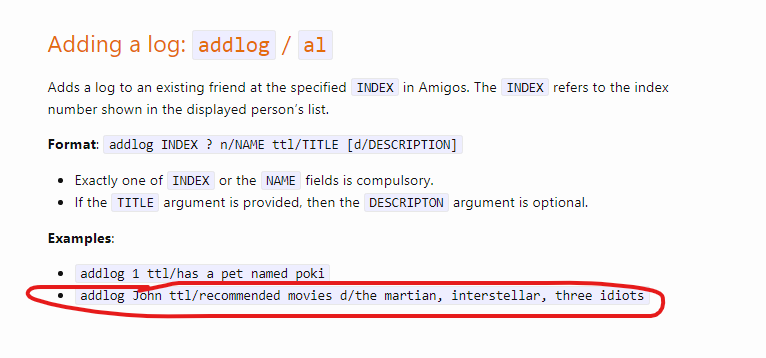 Adding a log: addlog / al
Adds a log to an existing friend at the specified INDEX in Amigos. The INDEX refers to the index
number shown in the displayed person’s list.
Format: addlog INDEX ? n/NAME ttl/TITLE [d/DESCRIPTION]
• Exactly one of INDEX or the NAME fields is compulsory.
• If the TITLE argument is provided, then the DESCRIPTON argument is optional.
Examples:
• addlog 1 ttl/has a pet named poki
• addlog John ttl/recommended movies d/the martian, interstellar, three idiots